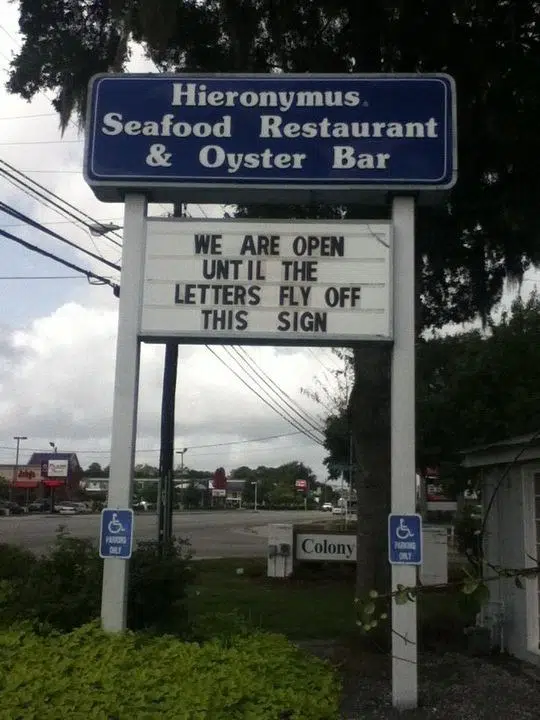 Hieronymus
Seafood Restaurant
& Oyster Bar
WE ARE OPEN
UNTIL THE
LETTERS FLY OFF
THIS SIGN
PARKING
ONLY
Colony
PARKING
ONLY